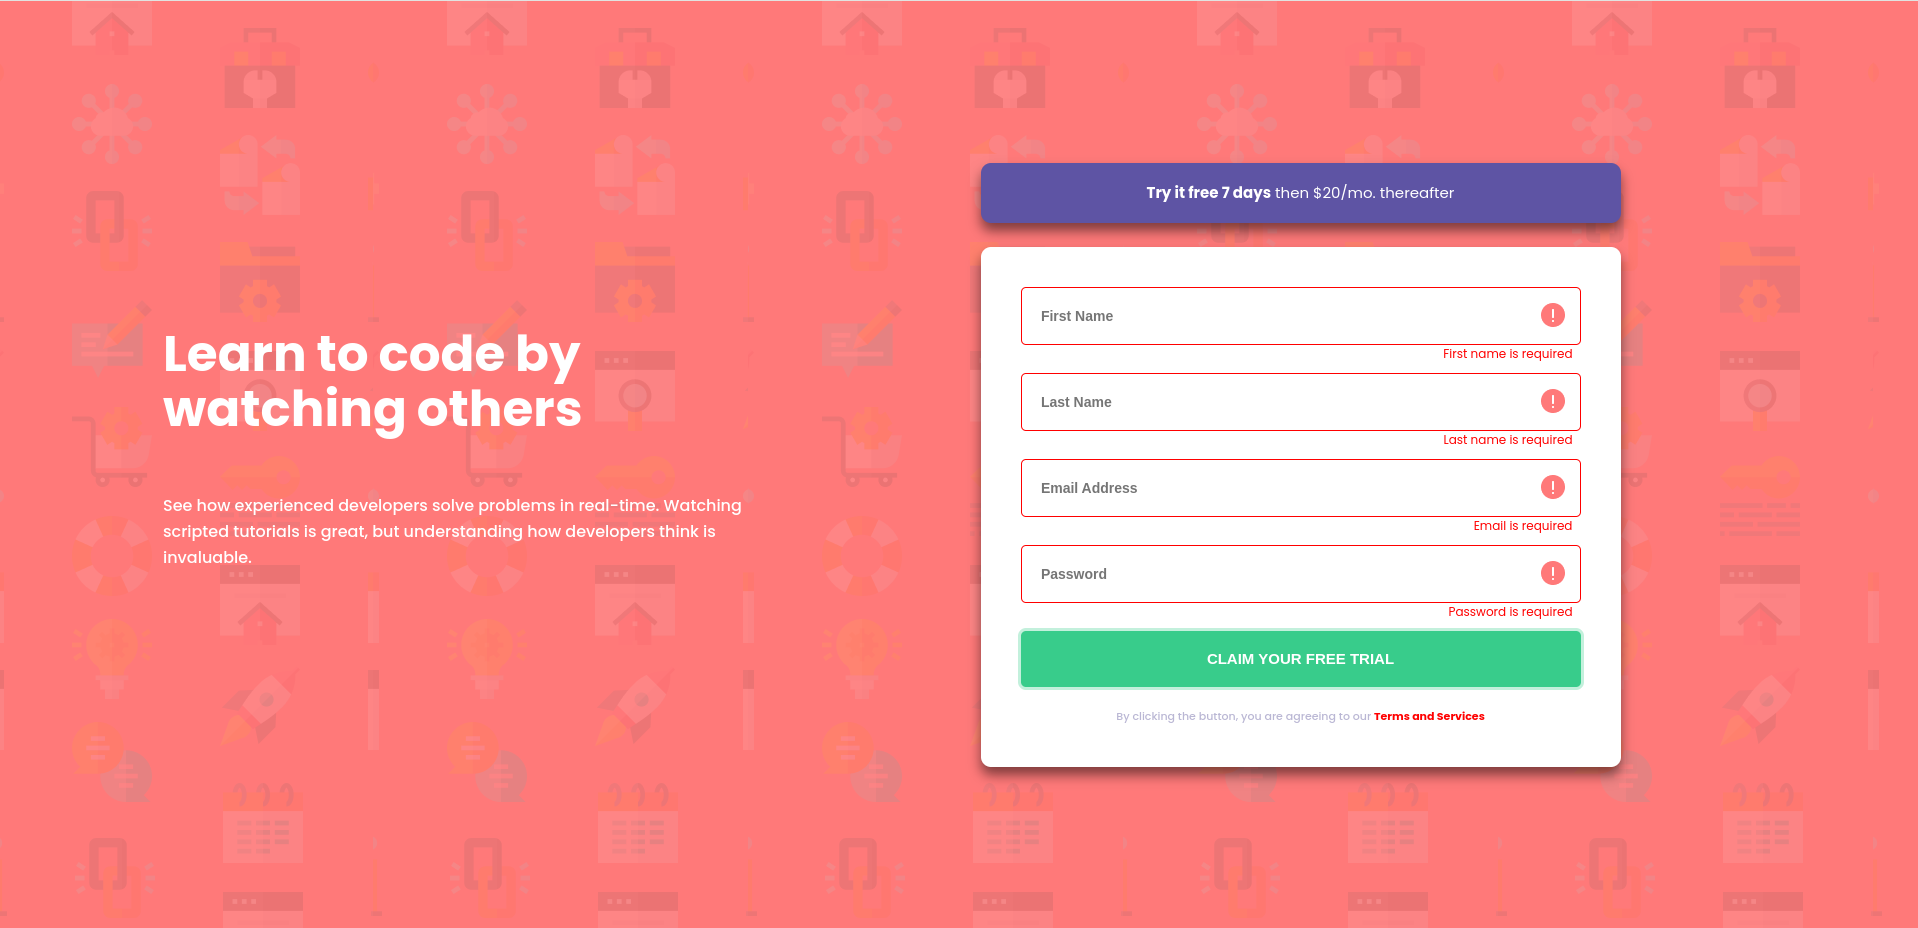 Learn to code by
watching others
See how experienced developers solve problems in real-time. Watching
scripted tutorials is great, but understanding how developers think is
invaluable.
Try it free 7 days then $20/mo. thereafter
First Name
First name is required
Last Name
Last name is required
Email Address
Email is required
Password
Password is required
CLAIM YOUR FREE TRIAL
By clicking the button, you are agreeing to our Terms and Services